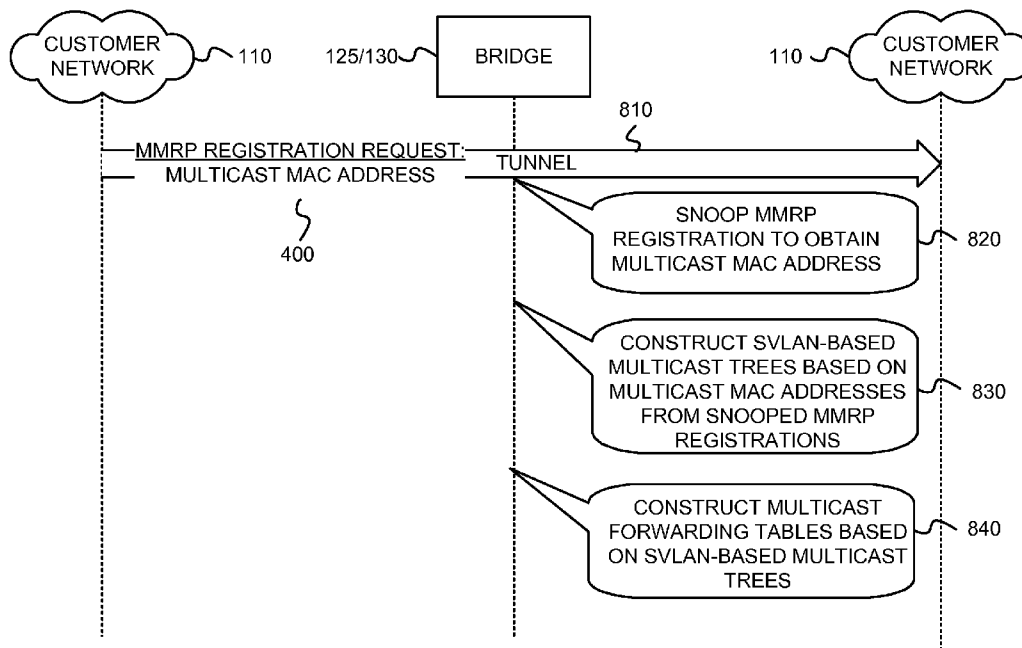 CUSTOMER
NETWORK
110
125/130
BRIDGE
110
CUSTOMER
NETWORK
810
MMRP REGISTRATION REQUEST:
MULTICAST MAC ADDRESS
TUNNEL
400
SNOOP MMRP
REGISTRATION TO OBTAIN
MULTICAST MAC ADDRESS
820
CONSTRUCT SVLAN-BASED
MULTICAST TREES BASED ON
MULTICAST MAC ADDRESSES
FROM SNOOPED MMRP
REGISTRATIONS
830
CONSTRUCT MULTICAST
FORWARDING TABLES BASED
ON SVLAN-BASED MULTICAST
TREES
840